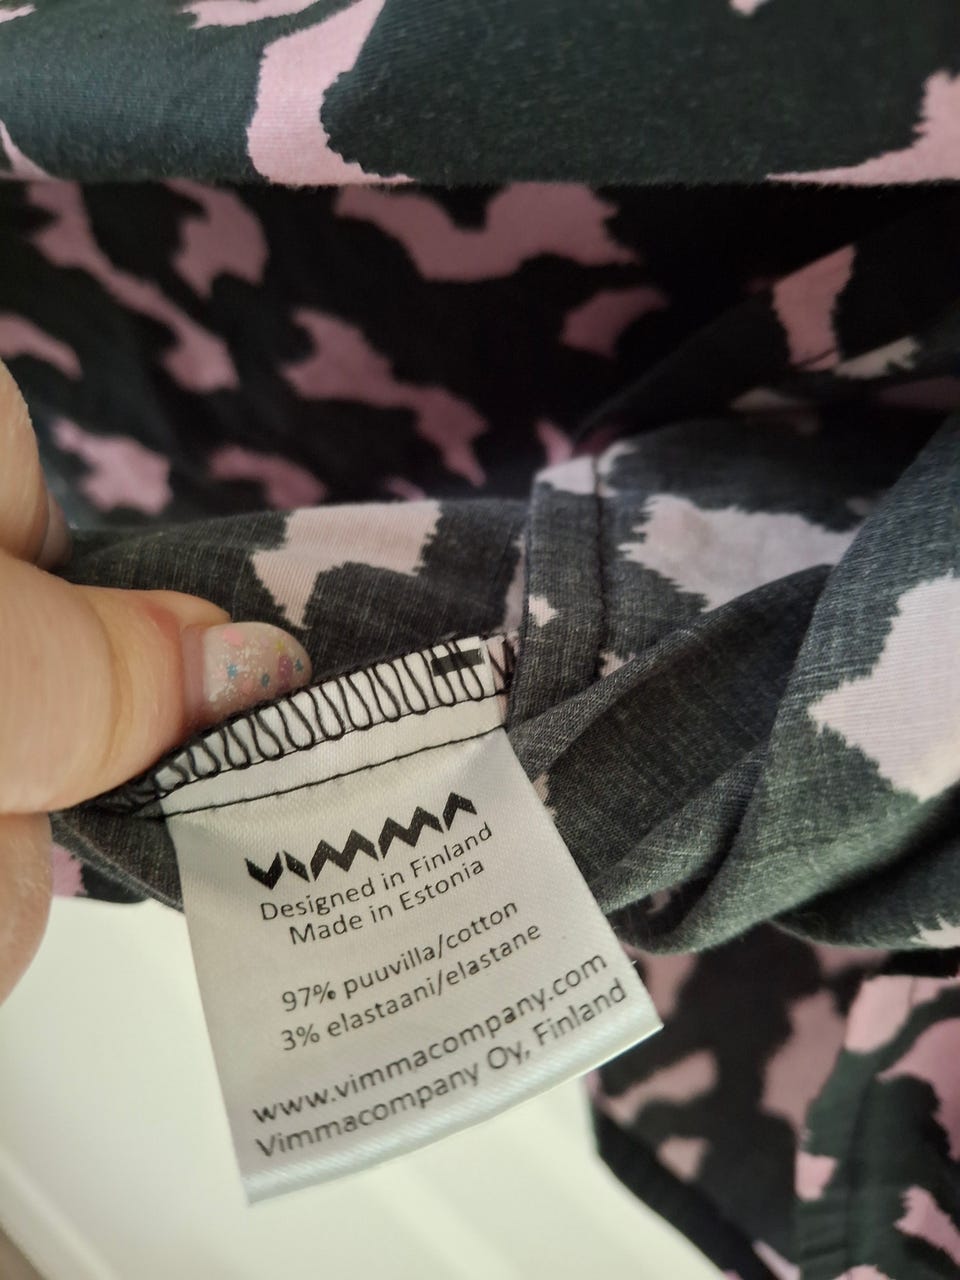 VIMMA
Designed in Finland
Made in Estonia
97% puuvilla/cotton
3% elastaani/elastane
www.vimmacompany.com
Vimmacompany Oy, Finland